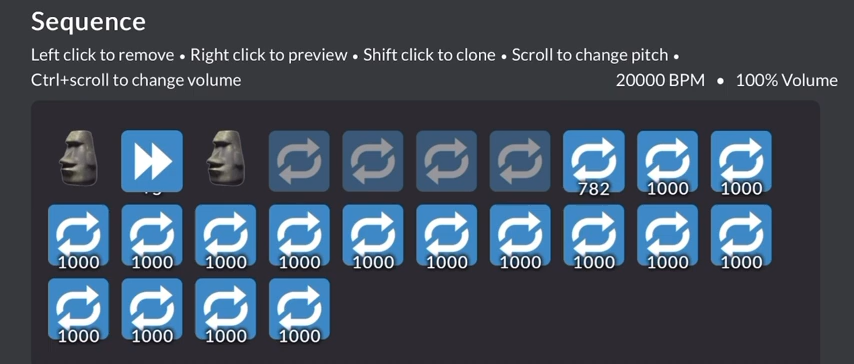 Sequence
Left click to remove • Right click to preview • Shift click to clone • Scroll to change pitch •
Ctrl+scroll to change volume 20000 BPM • 100% Volume
782 1000 1000
1000 1000 1000 1000 1000 1000 1000 1000 1000 1000
1000 1000 1000 1000